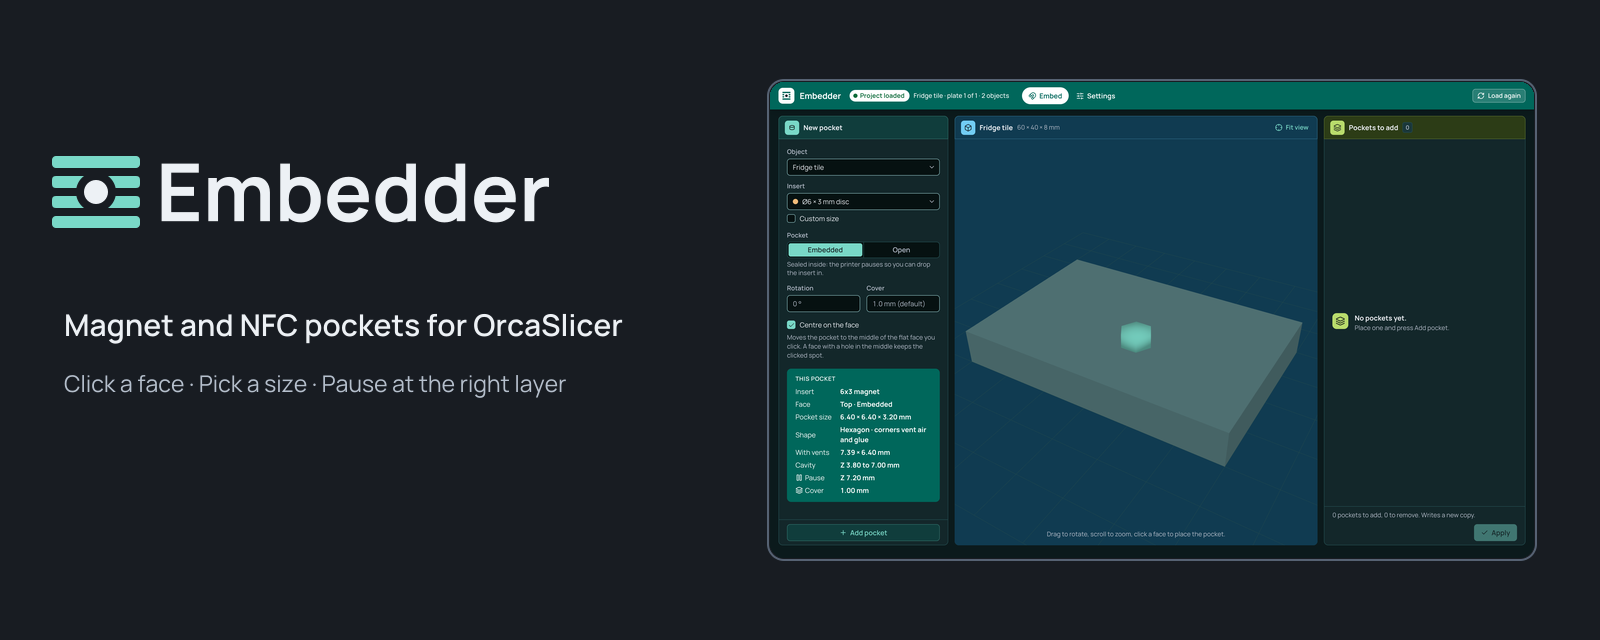 Embedder
Magnet and NFC pockets for OrcaSlicer
Click a face · Pick a size · Pause at the right layer
Embedder
Project loaded
Fridge tile · plate 1 of 1 · 2 objects
Embed
Settings
Load again
New pocket
Object
Fridge tile
Insert
Ø6 × 3 mm disc
Custom size
Pocket
Embedded
Open
Sealed inside: the printer pauses so you can drop
the insert in.
Rotation
Cover
0 °
1.0 mm (default)
Centre on the face
Moves the pocket to the middle of the flat face you
click. A face with a hole in the middle keeps the
clicked spot.
THIS POCKET
Insert 6x3 magnet
Face Top · Embedded
Pocket size 6.40 × 6.40 × 3.20 mm
Shape Hexagon · corners vent air
and glue
With vents 7.39 × 6.40 mm
Cavity Z 3.80 to 7.00 mm
Pause Z 7.20 mm
Cover 1.00 mm
+ Add pocket
Fridge tile 60 × 40 × 8 mm
Fit view
Drag to rotate, scroll to zoom, click a face to place the pocket.
Pockets to add 0
No pockets yet.
Place one and press Add pocket.
0 pockets to add, 0 to remove. Writes a new copy.
Apply